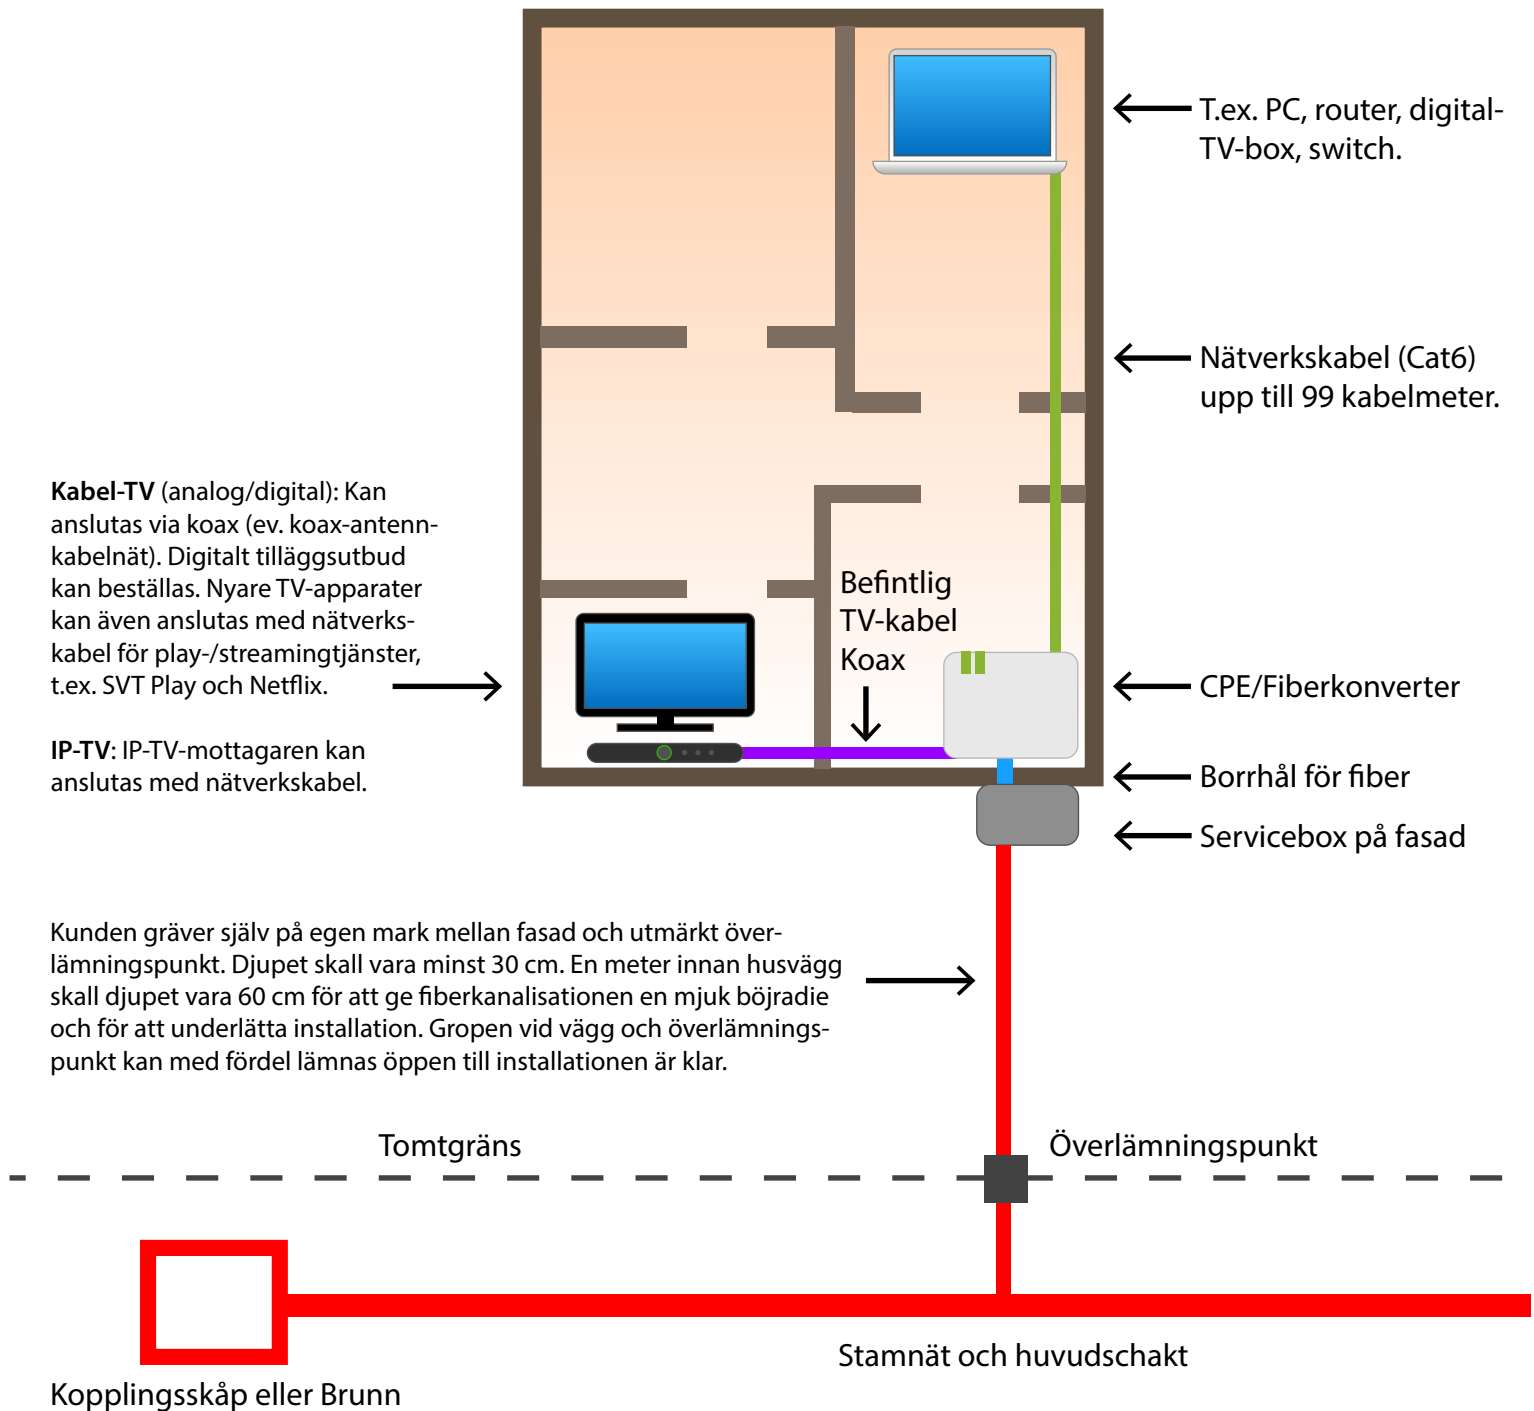 T.ex. PC, router, digital-
TV-box, switch.
Nätverkskabel (Cat6)
upp till 99 kabelmeter.
Kabel-TV (analog/digital): Kan
anslutas via koax (ev. koax-antenn-
kabelnät). Digitalt tilläggsutbud
kan beställas. Nyare TV-apparater
kan även anslutas med nätverks-
kabel för play-/streamingtjänster,
t.ex. SVT Play och Netflix.
IP-TV: IP-TV-mottagaren kan
anslutas med nätverkskabel.
Befintlig
TV-kabel
Koax
CPE/Fiberkonverter
Borrhål för fiber
Servicebox på fasad
Kunden gräver själv på egen mark mellan fasad och utmärkt över-
lämningspunkt. Djupet skall vara minst 30 cm. En meter innan husvägg
skall djupet vara 60 cm för att ge fiberkanalisationen en mjuk böjradie
och för att underlätta installation. Gropen vid vägg och överlämnings-
punkt kan med fördel lämnas öppen till installationen är klar.
Tomtgräns
Överlämningspunkt
Stamnät och huvudschakt
Kopplingsskåp eller Brunn